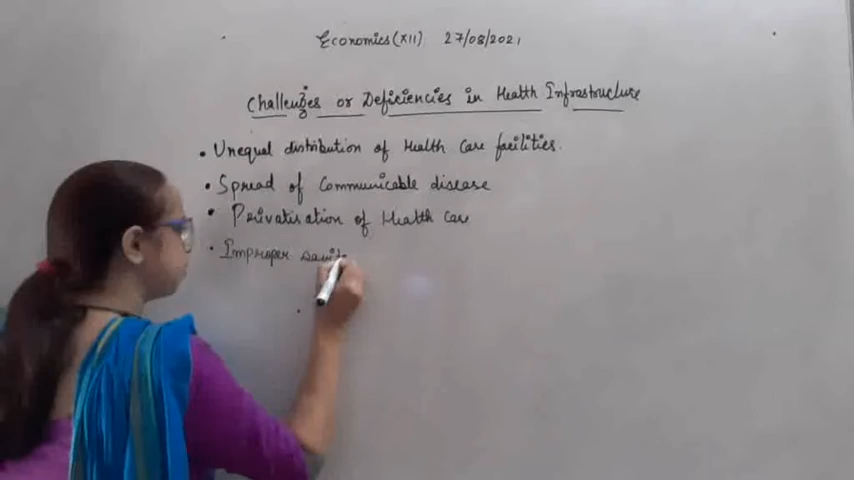 Economics (XII) 27/08/2021
Challenges or Deficiencies in Health Infrastructure
• Unequal distribution of Health Care facilities.
• Spread of Communicable disease
• Privatisation of Health Care
• Improper sanit